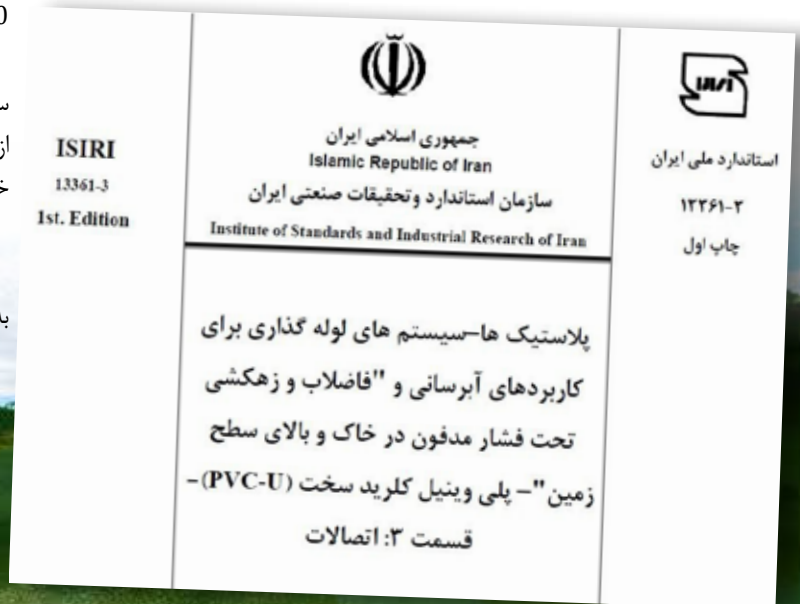 استاندارد ملی ایران
۱۳۳۶۱-۳
چاپ اول
جمهوری اسلامی ایران
Islamic Republic of Iran
سازمان استاندارد وتحقیقات صنعتی ایران
Institute of Standards and Industrial Research of Iran
ISIRI
13361-3
1st. Edition
پلاستیک ها–سیستم های لوله گذاری برای
کاربردهای آبرسانی و "فاضلاب و زهکشی
تحت فشار مدفون در خاک و بالای سطح
زمین"– پلی وینیل کلرید سخت (PVC-U)–
قسمت ۳: اتصالات
0
از